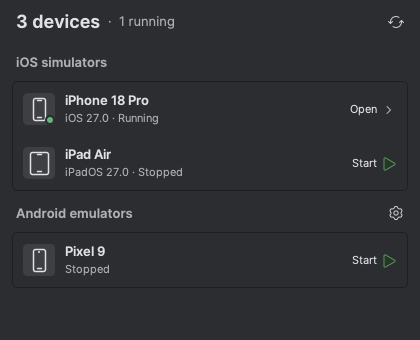 3 devices · 1 running
iOS simulators
iPhone 18 Pro
iOS 27.0 · Running
Open
iPad Air
iPadOS 27.0 · Stopped
Start
Android emulators
Pixel 9
Stopped
Start